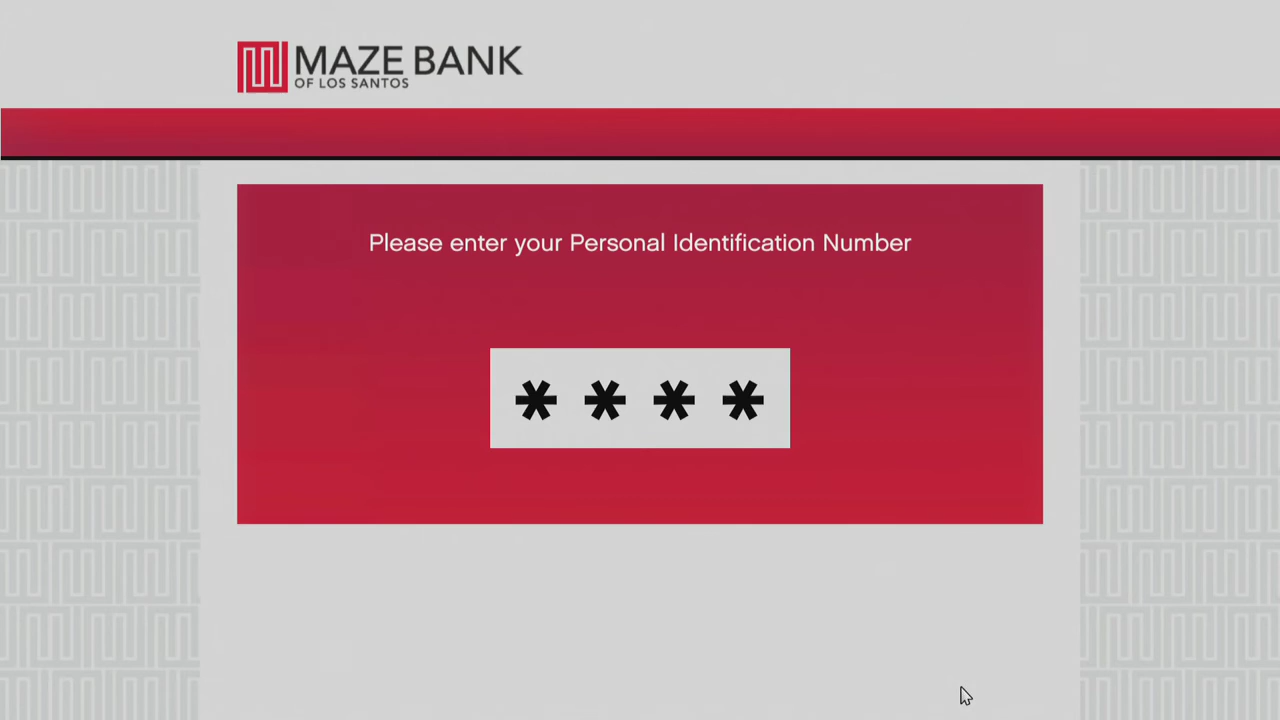 MAZE BANK
OF LOS SANTOS
Please enter your Personal Identification Number
* * * *